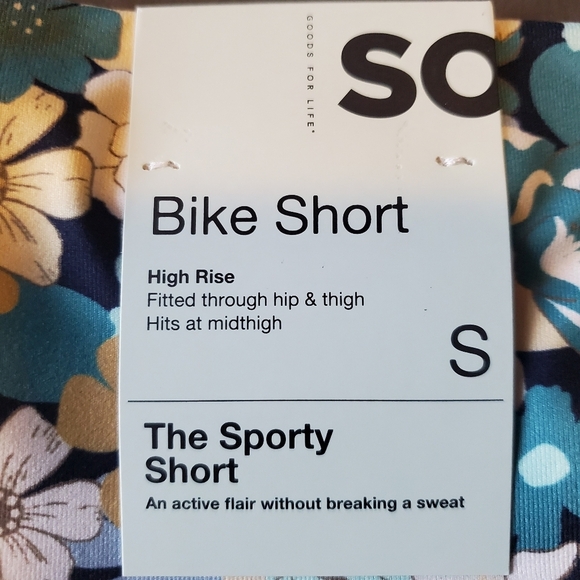 SO
GOODS FOR LIFE*
Bike Short
High Rise
Fitted through hip & thigh
Hits at midthigh
S
The Sporty
Short
An active flair without breaking a sweat